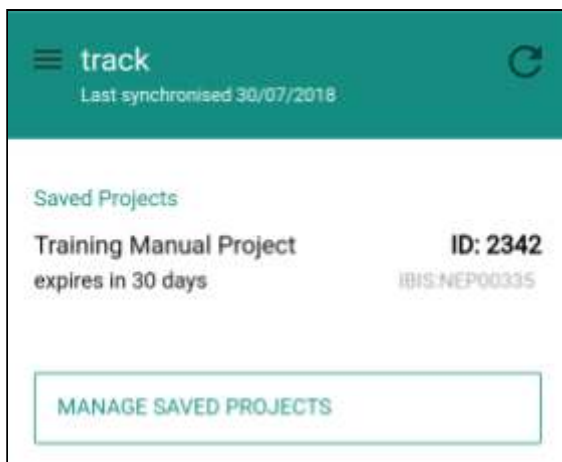 track
Last synchronised 30/07/2018
Saved Projects
Training Manual Project ID: 2342
expires in 30 days IBIS:NEP00335
MANAGE SAVED PROJECTS